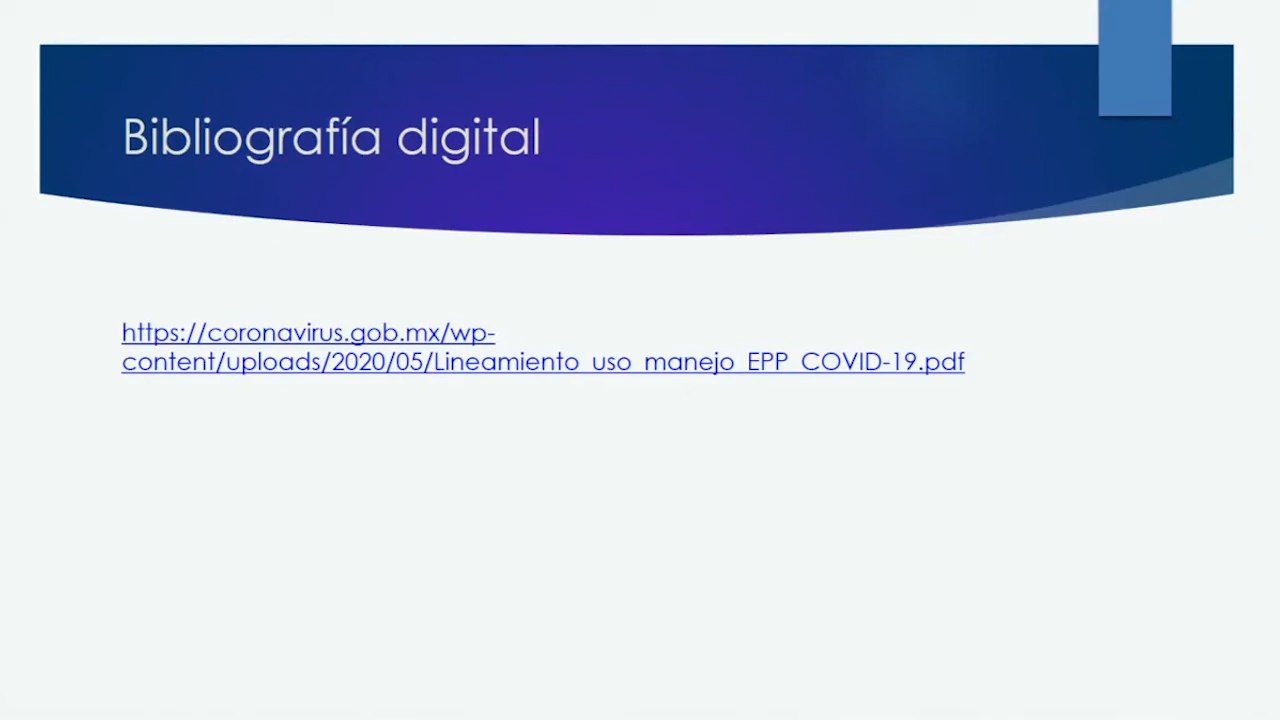 Bibliografía digital
https://coronavirus.gob.mx/wp-
content/uploads/2020/05/Lineamiento_uso_manejo_EPP_COVID-19.pdf